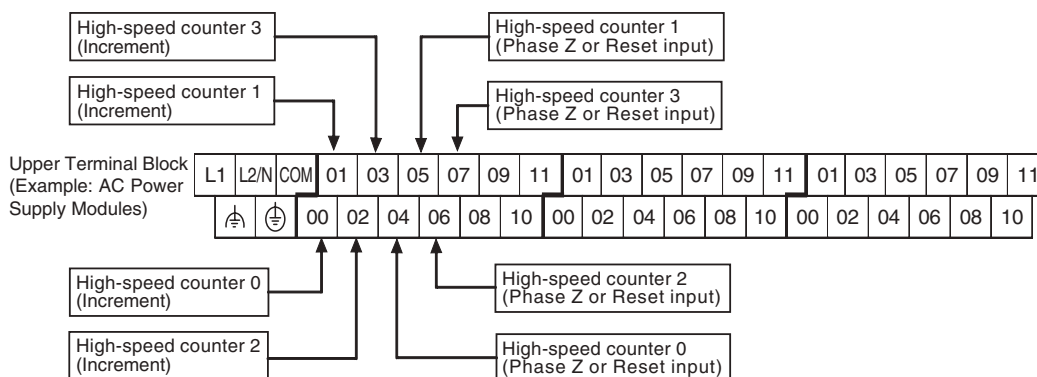 High-speed counter 3
(Increment)
High-speed counter 1
(Phase Z or Reset input)
High-speed counter 1
(Increment)
High-speed counter 3
(Phase Z or Reset input)
Upper Terminal Block
(Example: AC Power
Supply Modules)
L1 L2/N COM 01 03 05 07 09 11 01 03 05 07 09 11 01 03 05 07 09 11
00 02 04 06 08 10 00 02 04 06 08 10 00 02 04 06 08 10
High-speed counter 0
(Increment)
High-speed counter 2
(Phase Z or Reset input)
High-speed counter 2
(Increment)
High-speed counter 0
(Phase Z or Reset input)